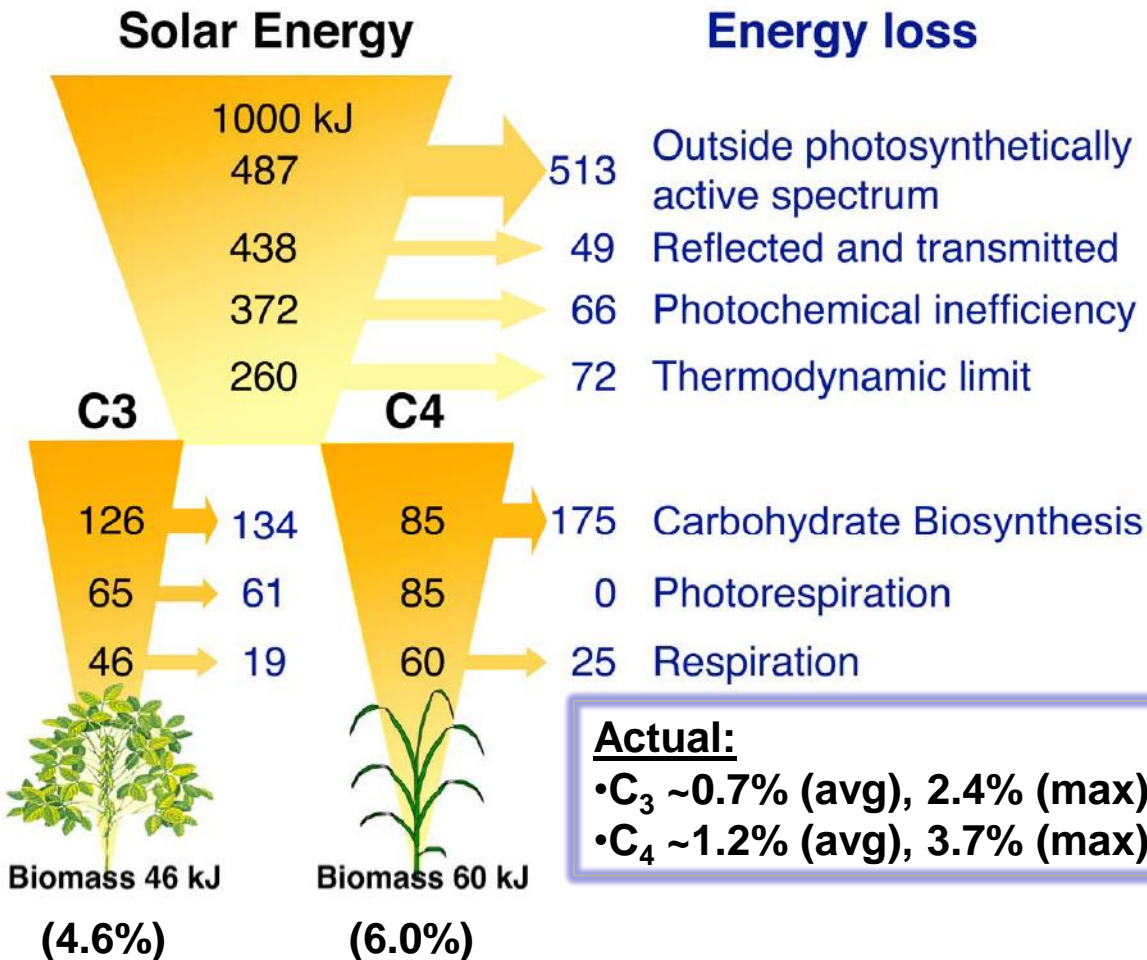 Solar Energy Energy loss
1000 kJ
487 513 Outside photosynthetically
active spectrum
438 49 Reflected and transmitted
372 66 Photochemical inefficiency
260 72 Thermodynamic limit
C3 C4
126 134 85 175 Carbohydrate Biosynthesis
65 61 85 0 Photorespiration
46 19 60 25 Respiration
Actual:
•C₃ ~0.7% (avg), 2.4% (max)
•C₄ ~1.2% (avg), 3.7% (max)
Biomass 46 kJ Biomass 60 kJ
(4.6%) (6.0%)